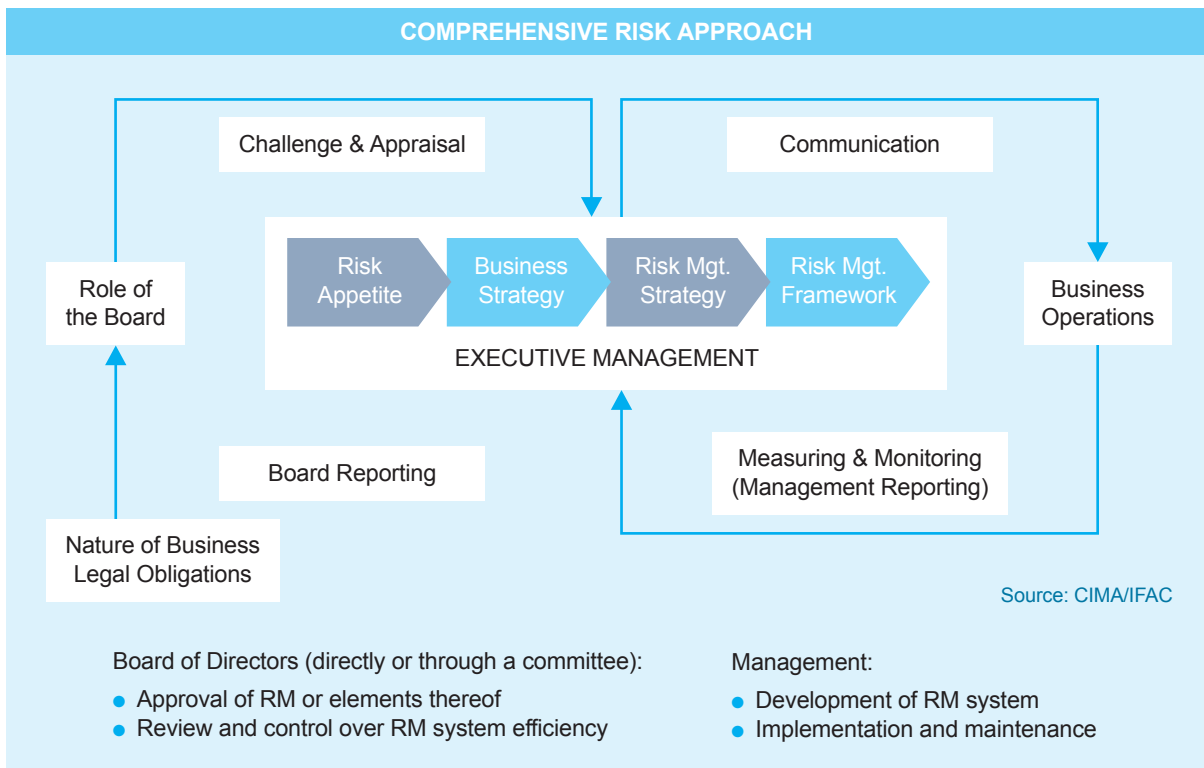 COMPREHENSIVE RISK APPROACH
Challenge & Appraisal
Communication
Risk
Appetite
Business
Strategy
Risk Mgt.
Strategy
Risk Mgt.
Framework
EXECUTIVE MANAGEMENT
Role of
the Board
Business
Operations
Board Reporting
Measuring & Monitoring
(Management Reporting)
Nature of Business
Legal Obligations
Source: CIMA/IFAC
Board of Directors (directly or through a committee):
● Approval of RM or elements thereof
● Review and control over RM system efficiency
Management:
● Development of RM system
● Implementation and maintenance